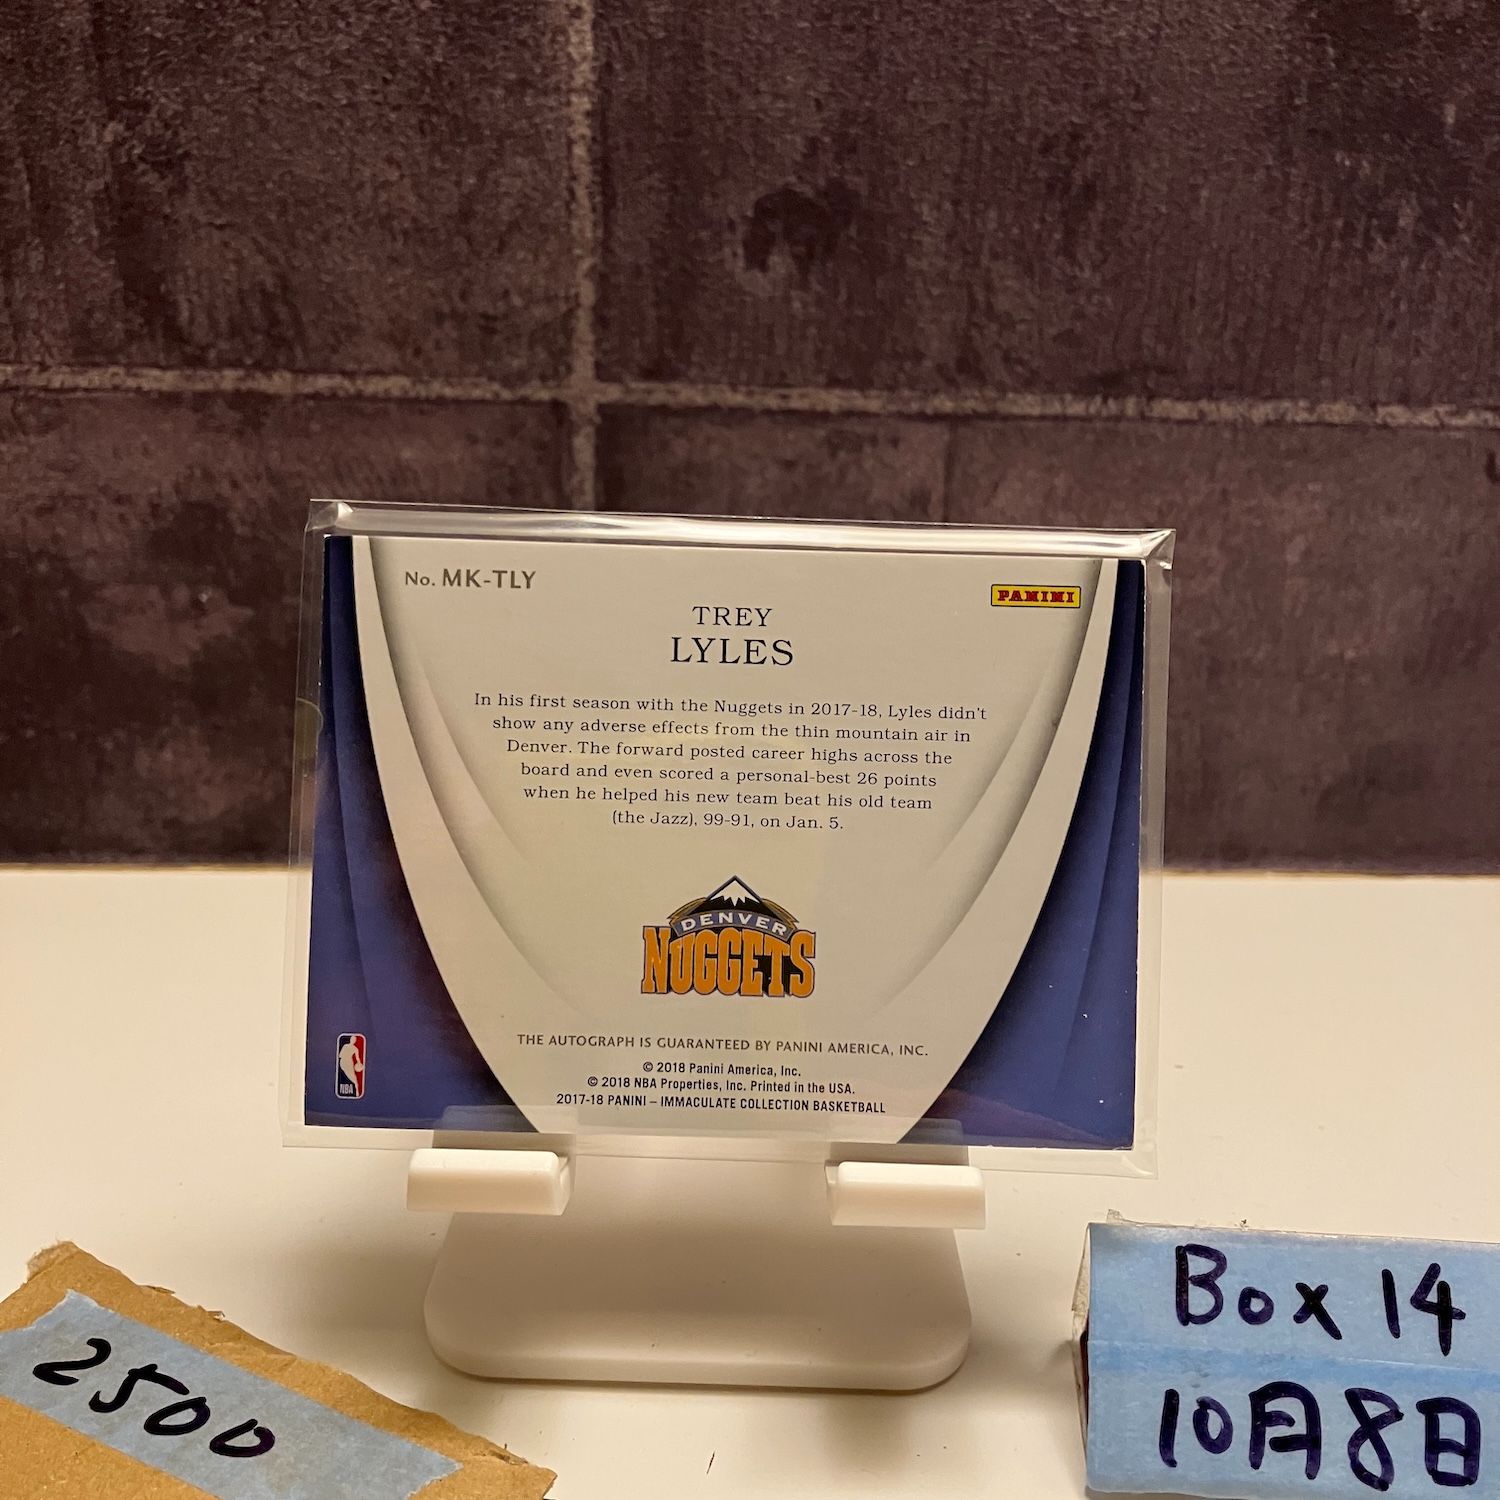 No. MK-TLY
PANINI
TREY
LYLES
In his first season with the Nuggets in 2017-18, Lyles didn't
show any adverse effects from the thin mountain air in
Denver. The forward posted career highs across the
board and even scored a personal-best 26 points
when he helped his new team beat his old team
(the Jazz), 99-91, on Jan. 5.
DENVER
NUGGETS
NBA
THE AUTOGRAPH IS GUARANTEED BY PANINI AMERICA, INC.
© 2018 Panini America, Inc.
© 2018 NBA Properties, Inc. Printed in the USA.
2017-18 PANINI – IMMACULATE COLLECTION BASKETBALL
2500
Box 14
10月8日